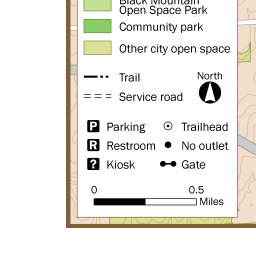 Black Mountain
Open Space Park
Community park
Other city open space
Trail
North
Service road
P Parking
Trailhead
R Restroom
No outlet
? Kiosk
Gate
0 0.5
Miles